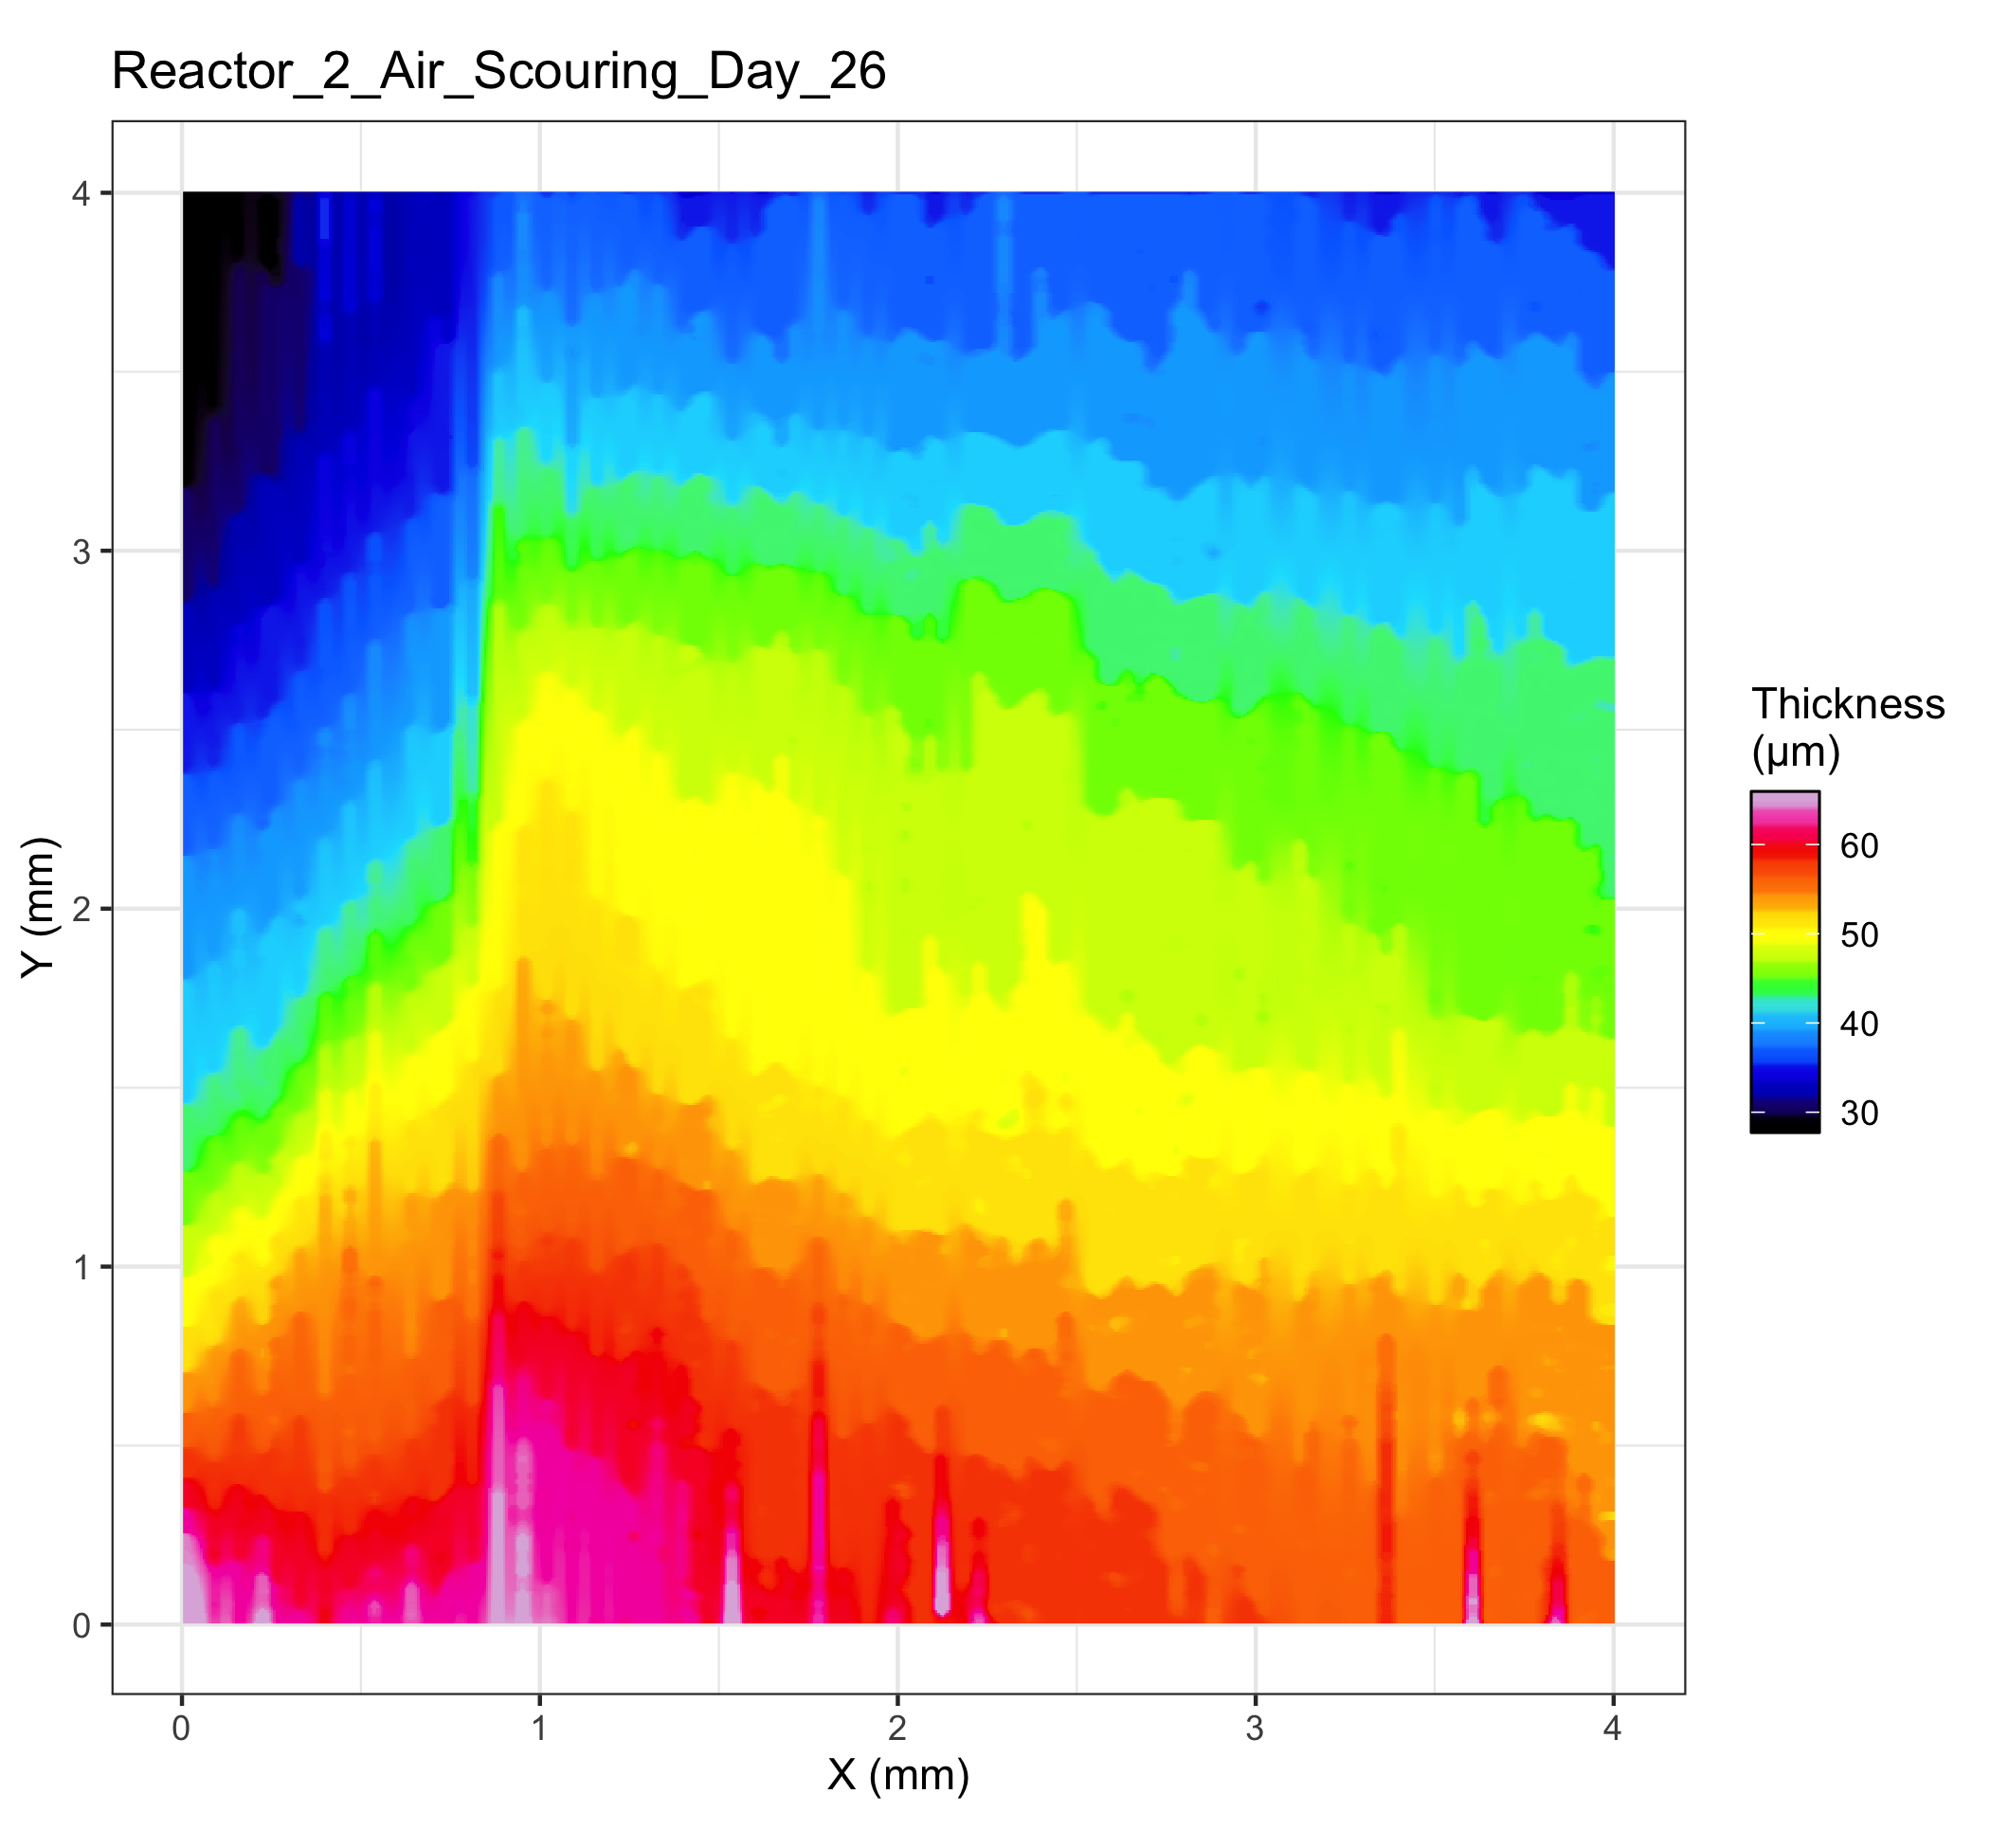 Reactor_2_Air_Scouring_Day_26
4
3
2
1
0
Y (mm)
0 1 2 3 4
X (mm)
Thickness
(μm)
60
50
40
30